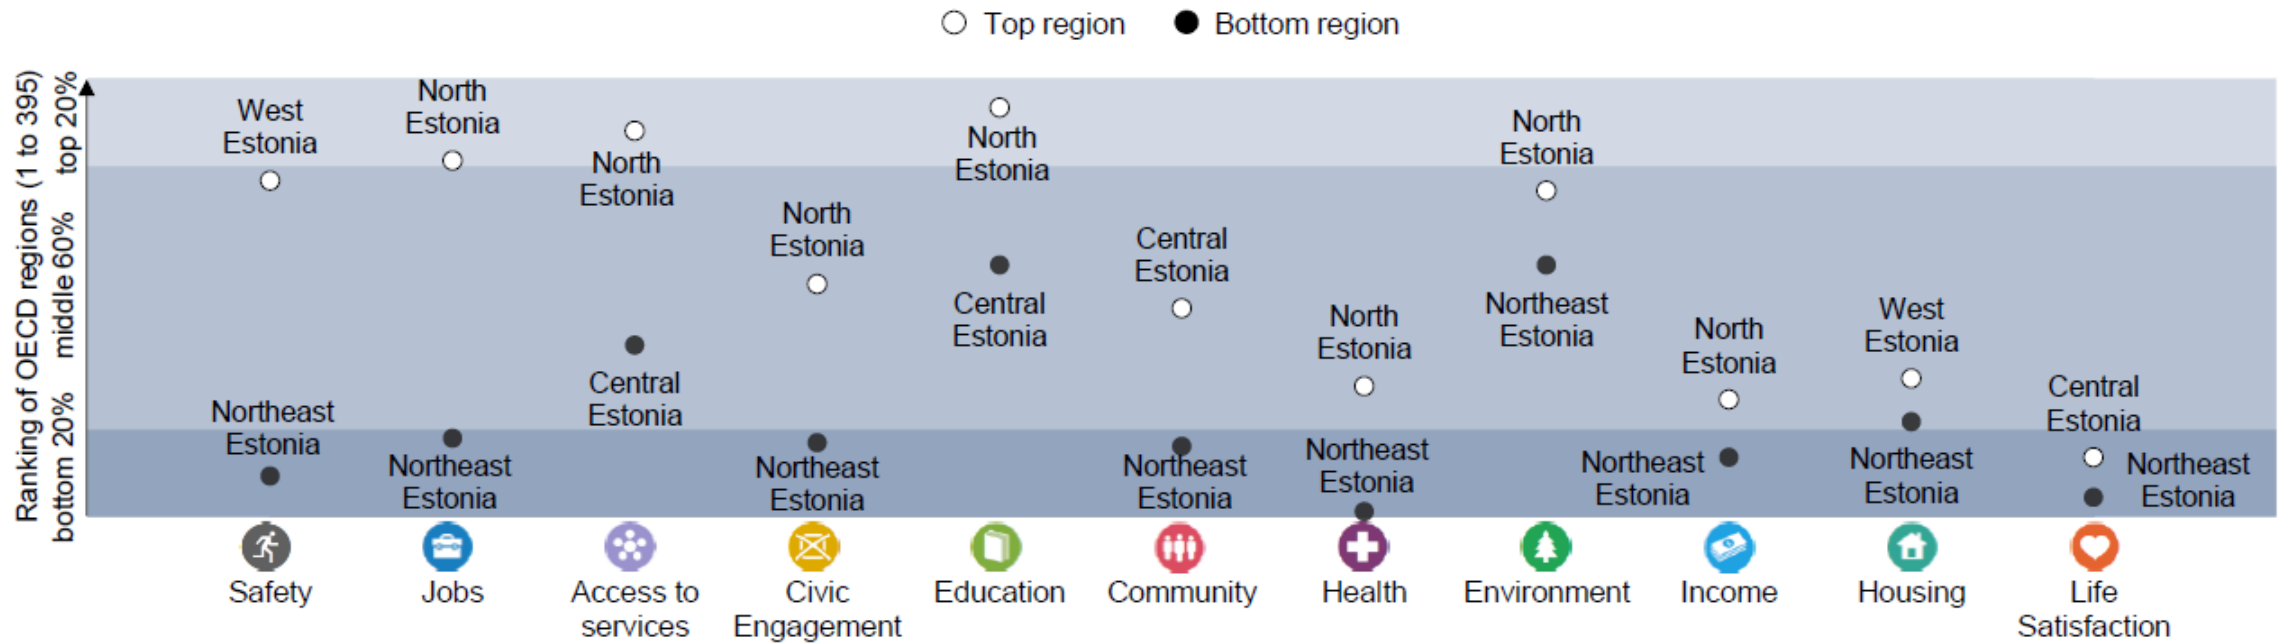 Top region
Bottom region
Ranking of OECD regions (1 to 395)
bottom 20%
middle 60%
top 20%
West
Estonia
Northeast
Estonia
North
Estonia
Northeast
Estonia
North
Estonia
Central
Estonia
North
Estonia
Northeast
Estonia
North
Estonia
Central
Estonia
Central
Estonia
Northeast
Estonia
North
Estonia
Northeast
Estonia
North
Estonia
Northeast
Estonia
North
Estonia
Northeast
Estonia
West
Estonia
Northeast
Estonia
Central
Estonia
Northeast
Estonia
Safety
Jobs
Access to
services
Civic
Engagement
Education
Community
Health
Environment
Income
Housing
Life
Satisfaction